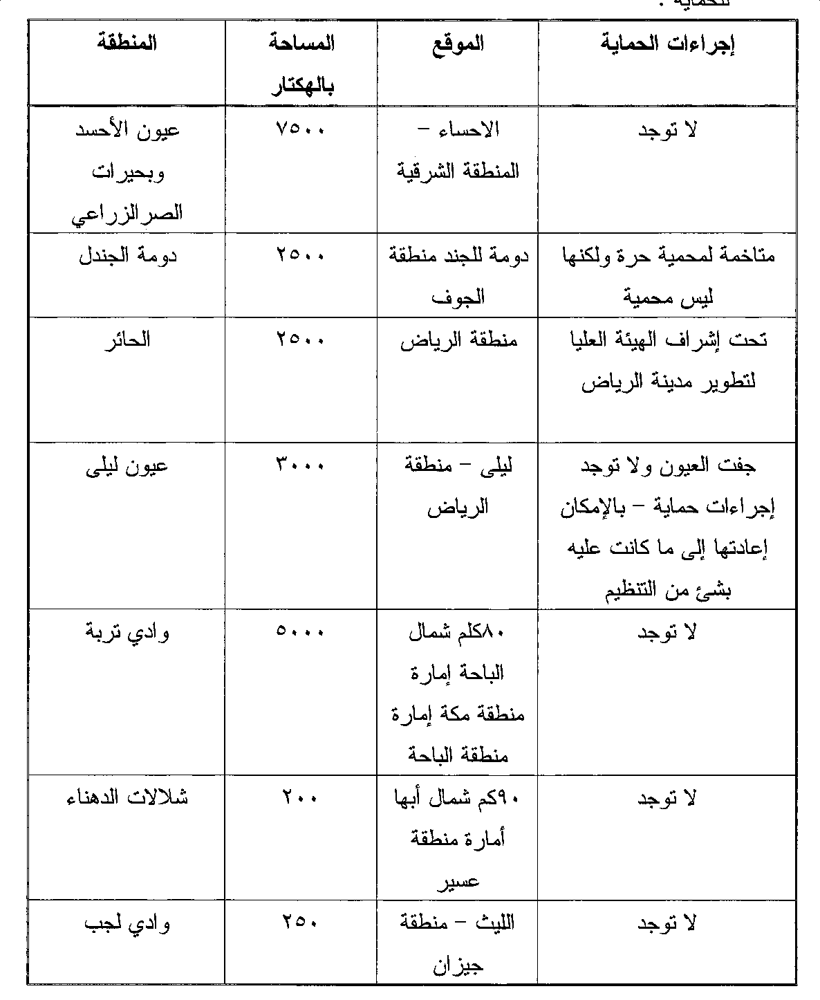 للحماية :
إجراءات الحماية الموقع المساحة المنطقة
بالهكتار
لا توجد الاحساء – ٧٥٠٠ عيون الأحسد
المنطقة الشرقية وبحيرات
الصرالزراعي
متاخمة لمحمية حرة ولكنها دومة للجند منطقة ٢٥٠٠ دومة الجندل
ليس محمية الجوف
تحت إشراف الهيئة العليا منطقة الرياض ٢٥٠٠ الحائر
لتطوير مدينة الرياض
جفت العيون ولا توجد ليلى – منطقة ٣٠٠٠ عيون ليلى
إجراءات حماية – بالإمكان الرياض
إعادتها إلى ما كانت عليه
بشئ من التنظيم
لا توجد ٨٠كلم شمال ٥٠٠٠ وادي تربة
الباحة إمارة
منطقة مكة إمارة
منطقة الباحة
لا توجد ٩٠كم شمال أبها ٢٠٠ شلالات الدهناء
أمارة منطقة
عسير
لا توجد الليث – منطقة ٢٥٠ وادي لجب
جيزان